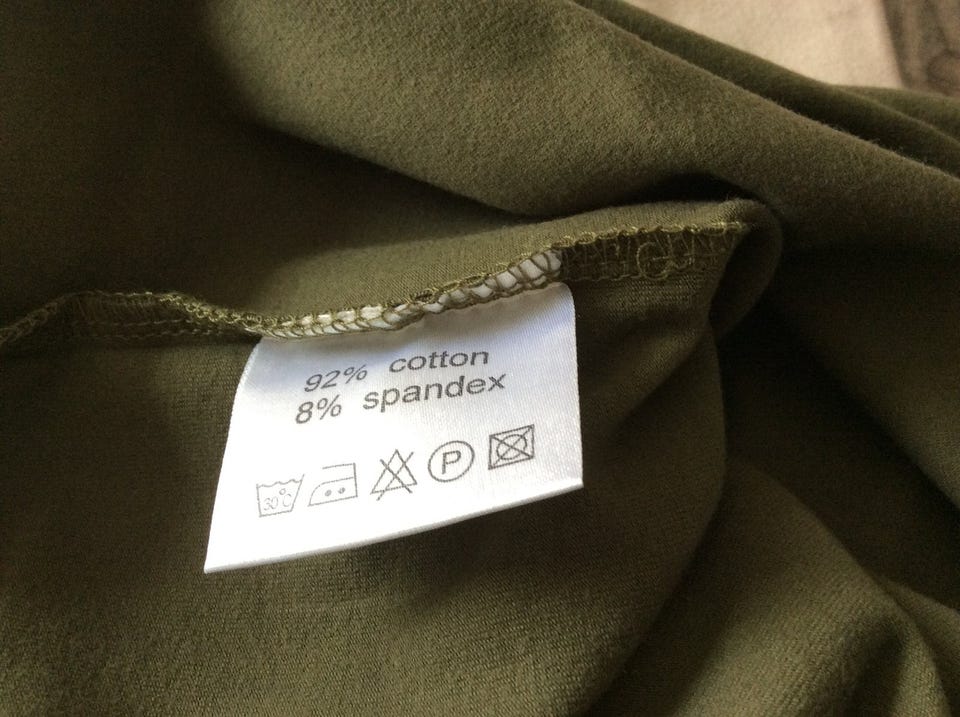 92% cotton
8% spandex
30°C P